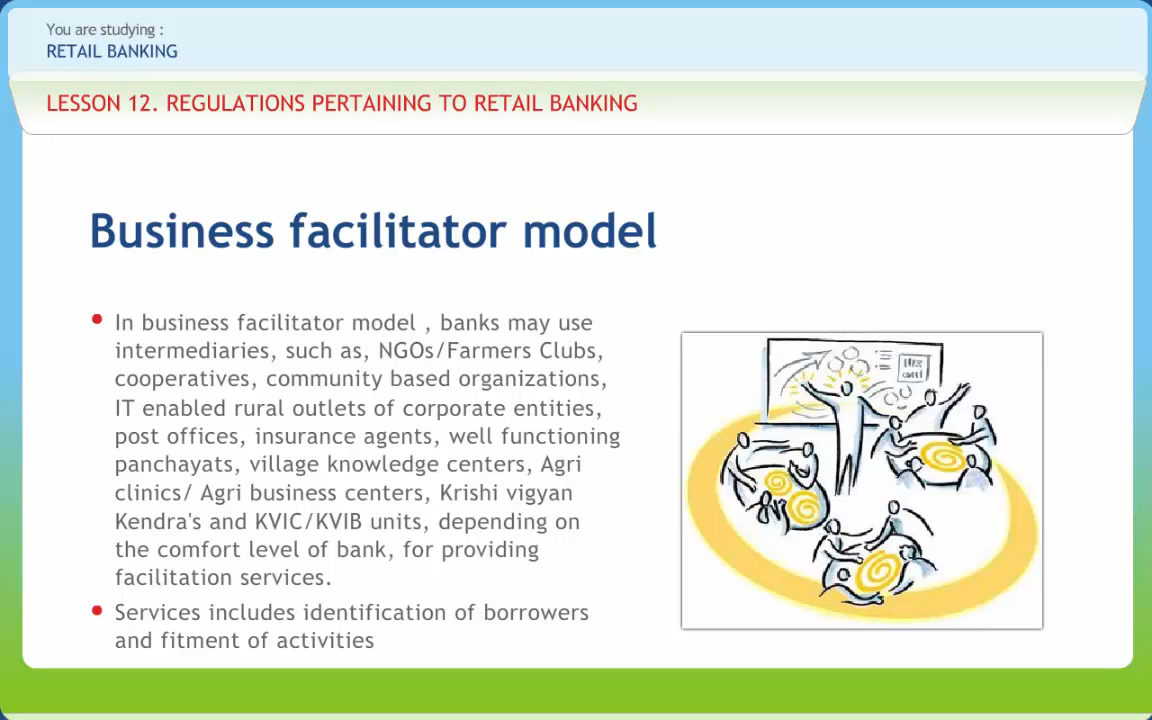 You are studying :
RETAIL BANKING
LESSON 12. REGULATIONS PERTAINING TO RETAIL BANKING
Business facilitator model
• In business facilitator model , banks may use
intermediaries, such as, NGOs/Farmers Clubs,
cooperatives, community based organizations,
IT enabled rural outlets of corporate entities,
post offices, insurance agents, well functioning
panchayats, village knowledge centers, Agri
clinics/ Agri business centers, Krishi vigyan
Kendra's and KVIC/KVIB units, depending on
the comfort level of bank, for providing
facilitation services.
• Services includes identification of borrowers
and fitment of activities